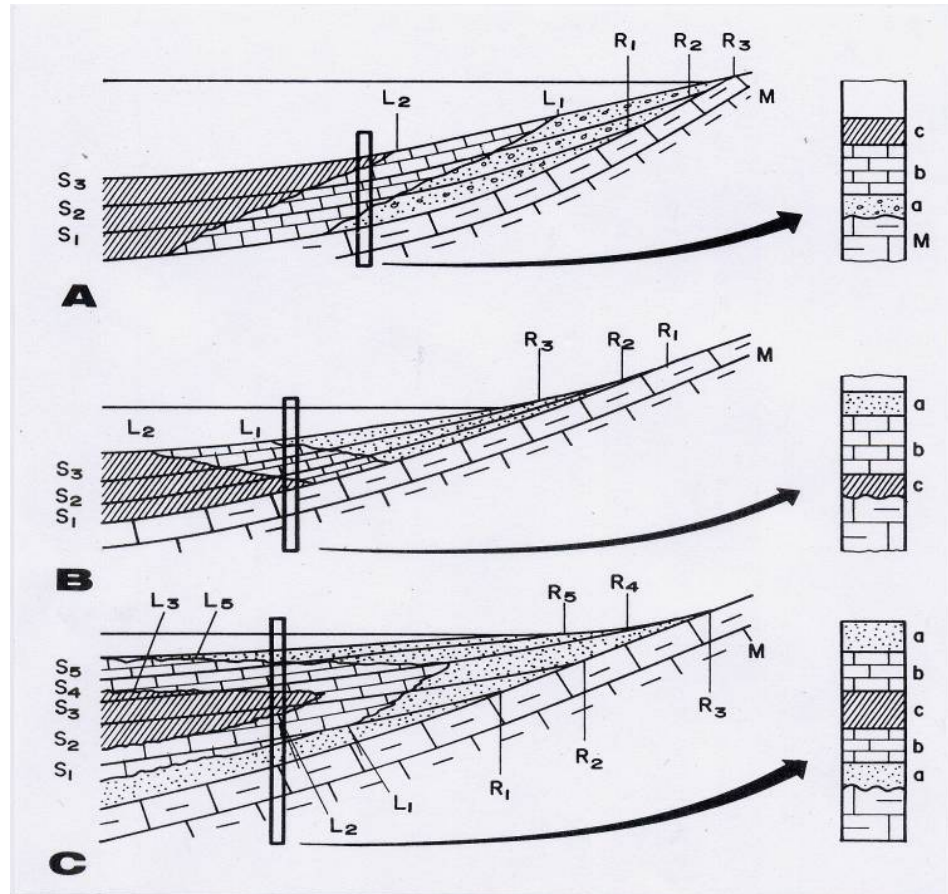 R₁ R₂ R₃
M
L₂ L₁
S₃
S₂
S₁
c
b
a
M
A
R₃ R₂ R₁
M
L₂ L₁
S₃
S₂
S₁
a
b
c
B
L₃ L₅ R₅ R₄
M
S₅
S₄
S₃
S₂
S₁
R₃
R₂
R₁
L₁
L₂
a
b
c
b
a
C